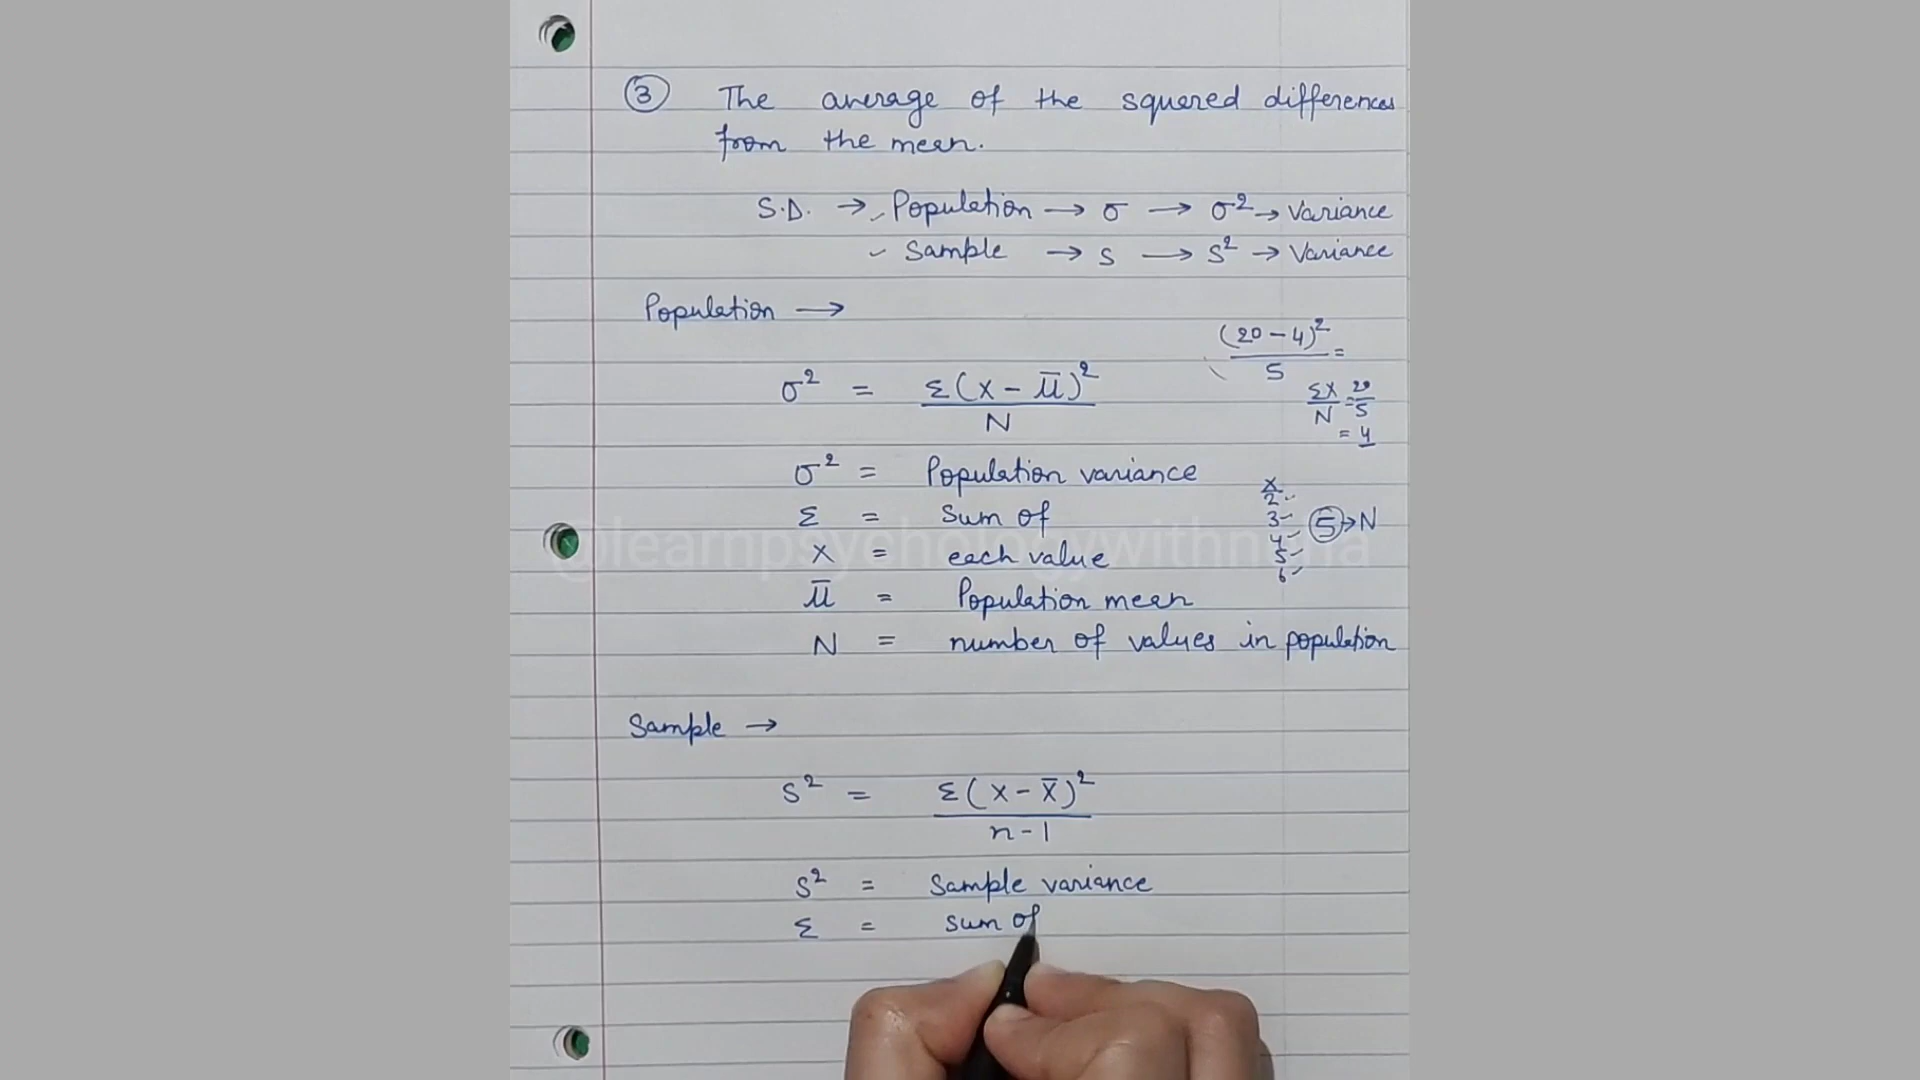 ③ The average of the squared differences
from the mean.
S.D. → Population → σ → σ² → Variance
Sample → S → S² → Variance
Population →
(20 - 4)² =
5
σ² = Σ(X - μ̄)²
N
ΣX = 20
N 5
= 4
σ² = Population variance
Σ = Sum of
X = each value
μ̄ = Population mean
N = number of values in population
X
2
3
4
5
6
⑤ → N
@learnpsychologywith
Sample →
S² = Σ(X - X̄)²
n - 1
S² = Sample variance
Σ = Sum of